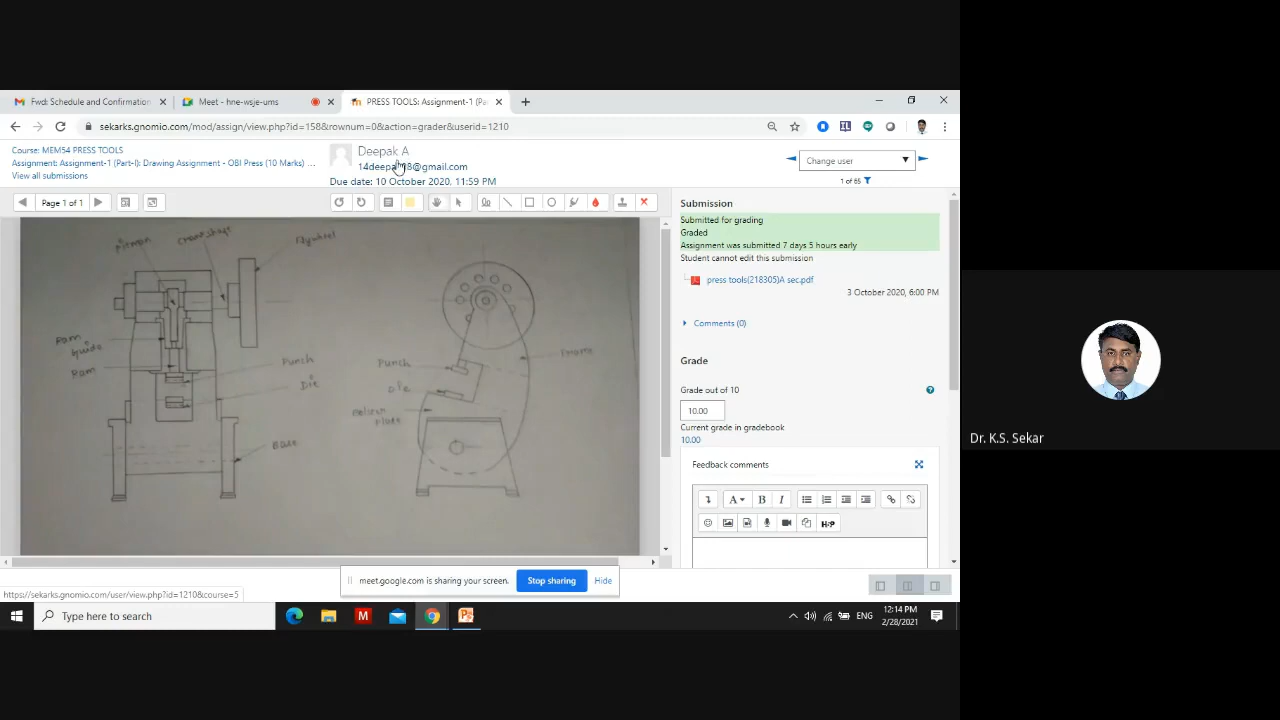 Fwd: Schedule and Confirmation
Meet - hne-wsje-ums
PRESS TOOLS: Assignment-1 (Pa
sekarks.gnomio.com/mod/assign/view.php?id=158&rownum=0&action=grader&userid=1210
Course: MEM54 PRESS TOOLS
Assignment: Assignment-1 (Part-I): Drawing Assignment - OBI Press (10 Marks) ...
View all submissions
Deepak A
@gmail.com
Due date: 10 October 2020, 11:59 PM
Change user
1 of 65
Page 1 of 1
Pitman
Crankshaft
Flywheel
Ram
Guide
Ram
Punch
Die
Base
Punch
Die
Bolster
Plate
Frame
Submission
Submitted for grading
Graded
Assignment was submitted 7 days 5 hours early
Student cannot edit this submission
press tools(218305)A sec.pdf
3 October 2020, 6:00 PM
Comments (0)
Grade
Grade out of 10
10.00
Current grade in gradebook
10.00
Feedback comments
A B I
H5P
meet.google.com is sharing your screen.
Stop sharing
Hide
https://sekarks.gnomio.com/user/view.php?id=1210&course=5
Type here to search
ENG
12:14 PM
2/28/2021
Dr. K.S. Sekar